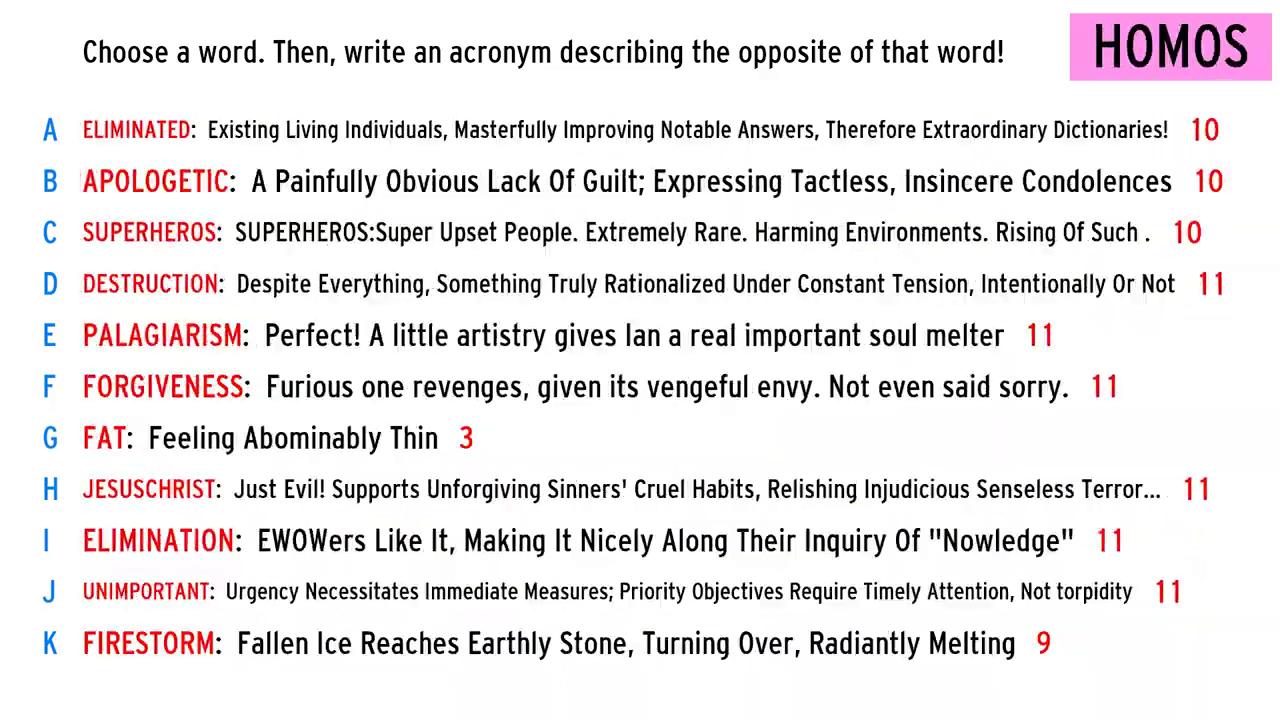 Choose a word. Then, write an acronym describing the opposite of that word!
HOMOS
A ELIMINATED: Existing Living Individuals, Masterfully Improving Notable Answers, Therefore Extraordinary Dictionaries! 10
B APOLOGETIC: A Painfully Obvious Lack Of Guilt; Expressing Tactless, Insincere Condolences 10
C SUPERHEROS: SUPERHEROS:Super Upset People. Extremely Rare. Harming Environments. Rising Of Such . 10
D DESTRUCTION: Despite Everything, Something Truly Rationalized Under Constant Tension, Intentionally Or Not 11
E PALAGIARISM: Perfect! A little artistry gives Ian a real important soul melter 11
F FORGIVENESS: Furious one revenges, given its vengeful envy. Not even said sorry. 11
G FAT: Feeling Abominably Thin 3
H JESUSCHRIST: Just Evil! Supports Unforgiving Sinners' Cruel Habits, Relishing Injudicious Senseless Terror... 11
I ELIMINATION: EWOWers Like It, Making It Nicely Along Their Inquiry Of "Nowledge" 11
J UNIMPORTANT: Urgency Necessitates Immediate Measures; Priority Objectives Require Timely Attention, Not torpidity 11
K FIRESTORM: Fallen Ice Reaches Earthly Stone, Turning Over, Radiantly Melting 9